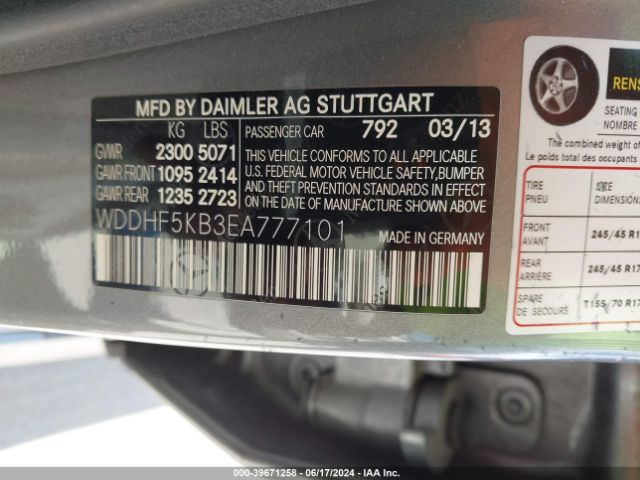 MFD BY DAIMLER AG STUTTGART
KG LBS
PASSENGER CAR 792 03/13
GVWR 2300 5071
GAWR FRONT 1095 2414
GAWR REAR 1235 2723
THIS VEHICLE CONFORMS TO ALL APPLICABLE
U.S. FEDERAL MOTOR VEHICLE SAFETY,BUMPER
AND THEFT PREVENTION STANDARDS IN EFFECT
ON THE DATE OF MANUFACTURE SHOWN ABOVE
WDDHF5KB3EA777101
MADE IN GERMANY
SEATING
NOMBRE
The combined weight of
Le poids total des occupants
TIRE
PNEU
DIMENSION
FRONT
AVANT
245/45 R1
REAR
ARRIÈRE
245/45 R17
SPARE
DE SECOURS
T155/70 R17
000-39671258 - 06/17/2024 - IAA Inc.